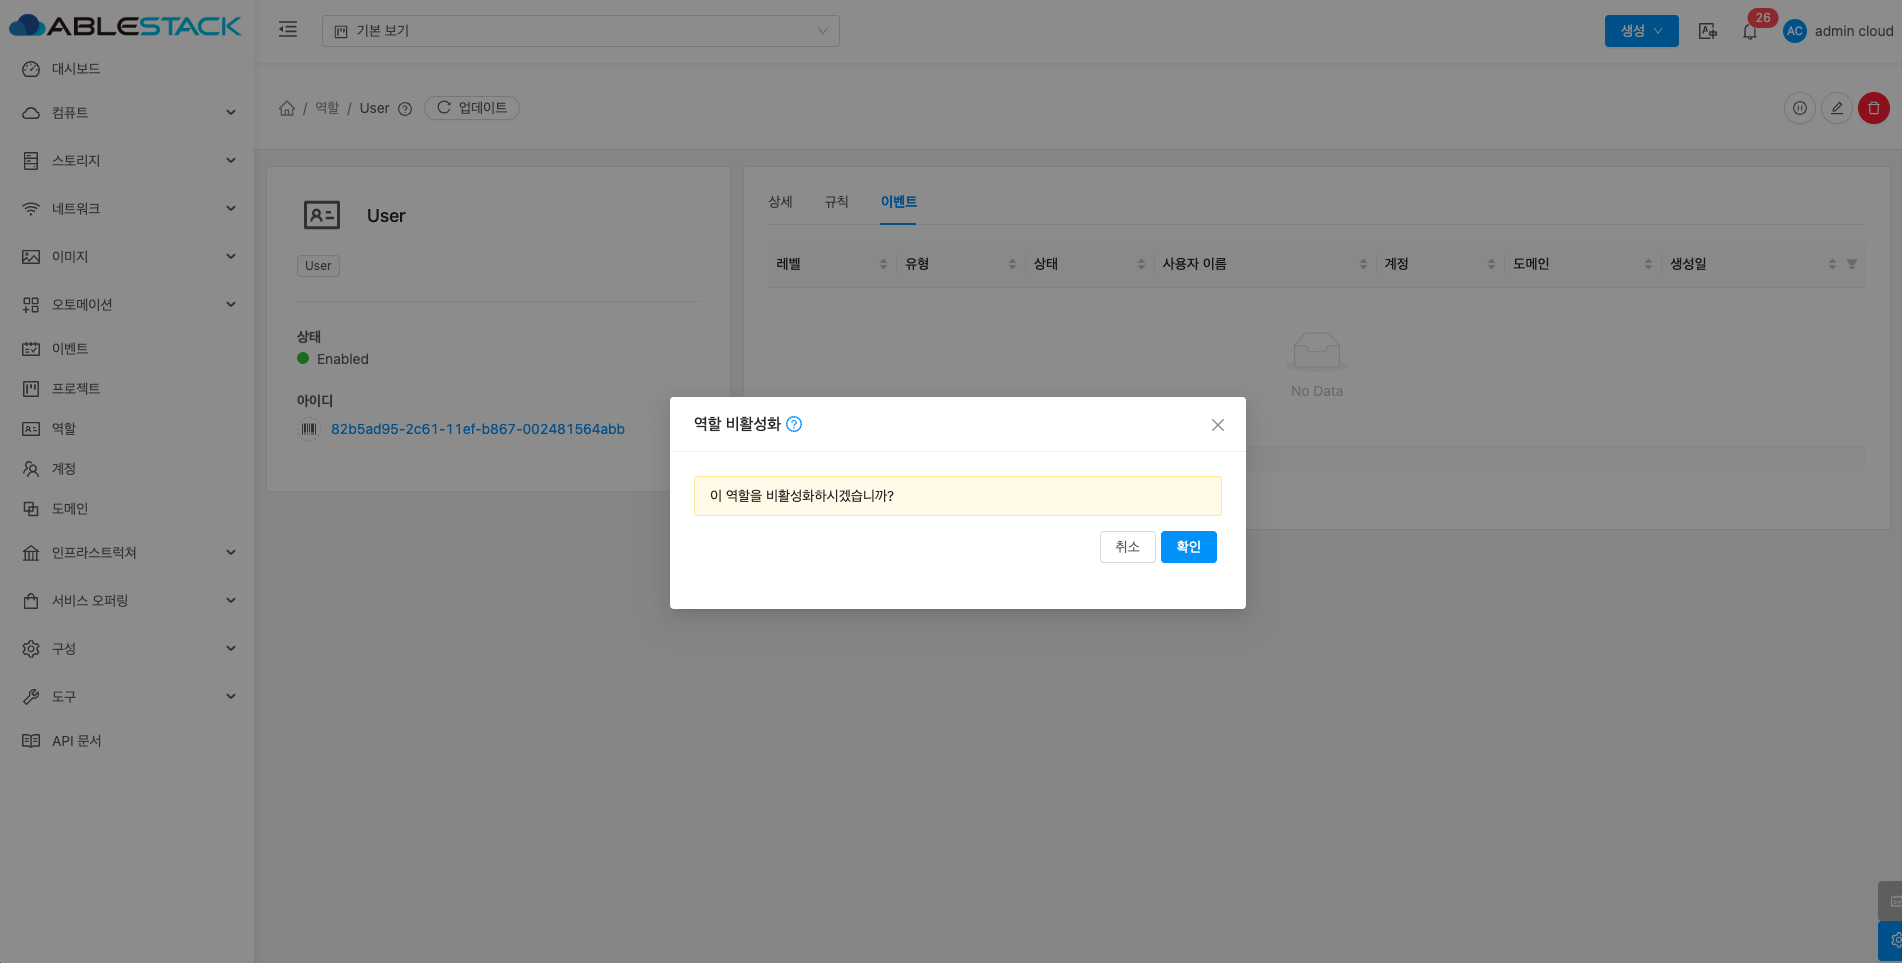 ABLESTACK
기본 보기
생성
26
AC
admin cloud
대시보드
컴퓨트
스토리지
네트워크
이미지
오토메이션
이벤트
프로젝트
역할
계정
도메인
인프라스트럭쳐
서비스 오퍼링
구성
도구
API 문서
/ 역할 / User
업데이트
User
User
상태
Enabled
아이디
82b5ad95-2c61-11ef-b867-002481564abb
상세 규칙 이벤트
레벨 유형 상태 사용자 이름 계정 도메인 생성일
No Data
역할 비활성화
이 역할을 비활성화하시겠습니까?
취소 확인